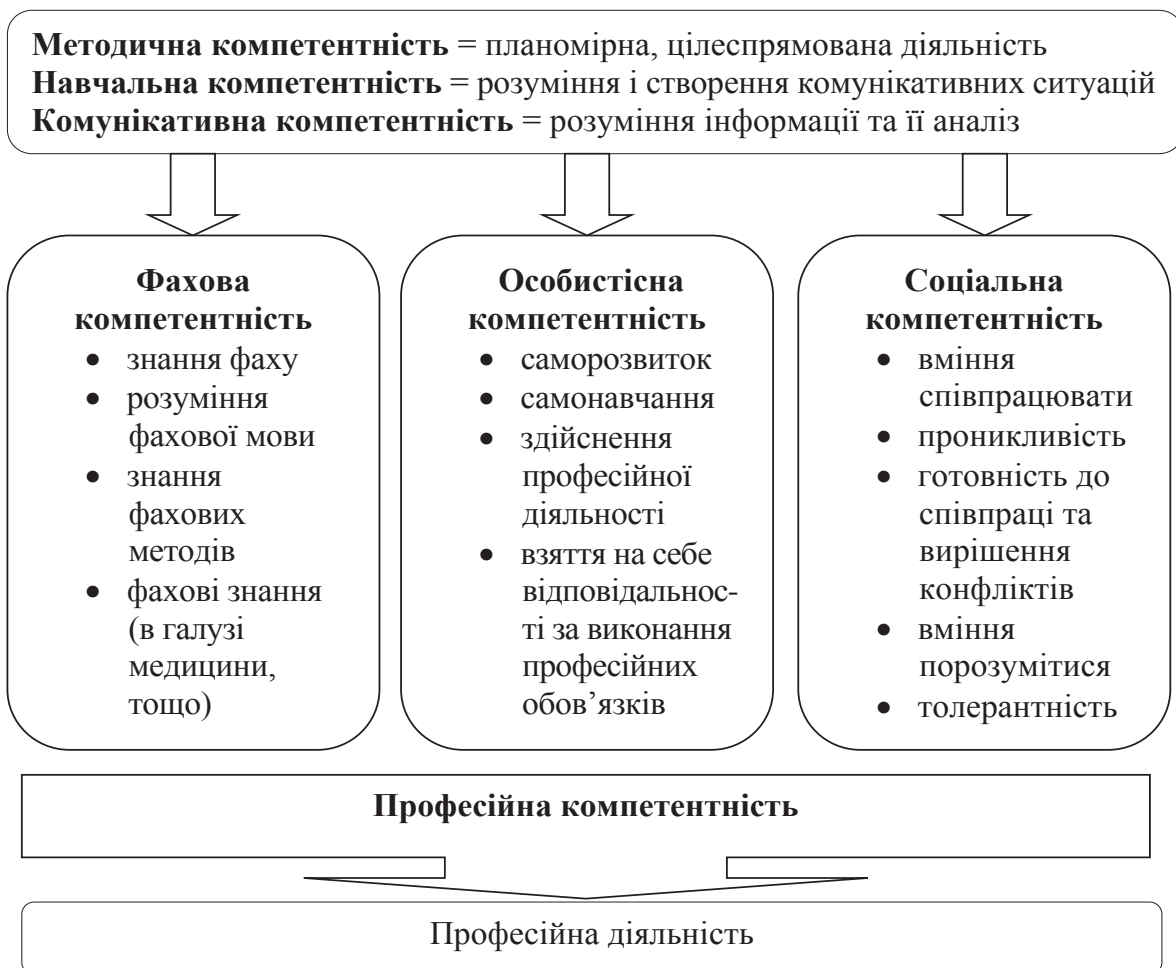 Методична компетентність = планомірна, цілеспрямована діяльність
Навчальна компетентність = розуміння і створення комунікативних ситуацій
Комунікативна компетентність = розуміння інформації та її аналіз
Фахова
компетентність
• знання фаху
• розуміння
фахової мови
• знання
фахових
методів
• фахові знання
(в галузі
медицини,
тощо)
Особистісна
компетентність
• саморозвиток
• самонавчання
• здійснення
професійної
діяльності
• взяття на себе
відповідальнос-
ті за виконання
професійних
обов’язків
Соціальна
компетентність
• вміння
співпрацювати
• проникливість
• готовність до
співпраці та
вирішення
конфліктів
• вміння
порозумітися
• толерантність
Професійна компетентність
Професійна діяльність